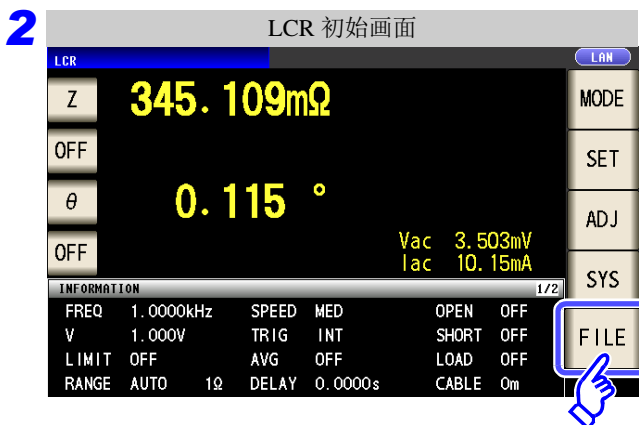 2
LCR 初始画面
LCR
LAN
Z
345.109mΩ
MODE
OFF
SET
θ
0.115 °
ADJ
OFF
Vac 3.503mV
Iac 10.15mA
SYS
INFORMATION 1/2
FREQ 1.0000kHz SPEED MED OPEN OFF
V 1.000V TRIG INT SHORT OFF
LIMIT OFF AVG OFF LOAD OFF
RANGE AUTO 1Ω DELAY 0.0000s CABLE 0m
FILE